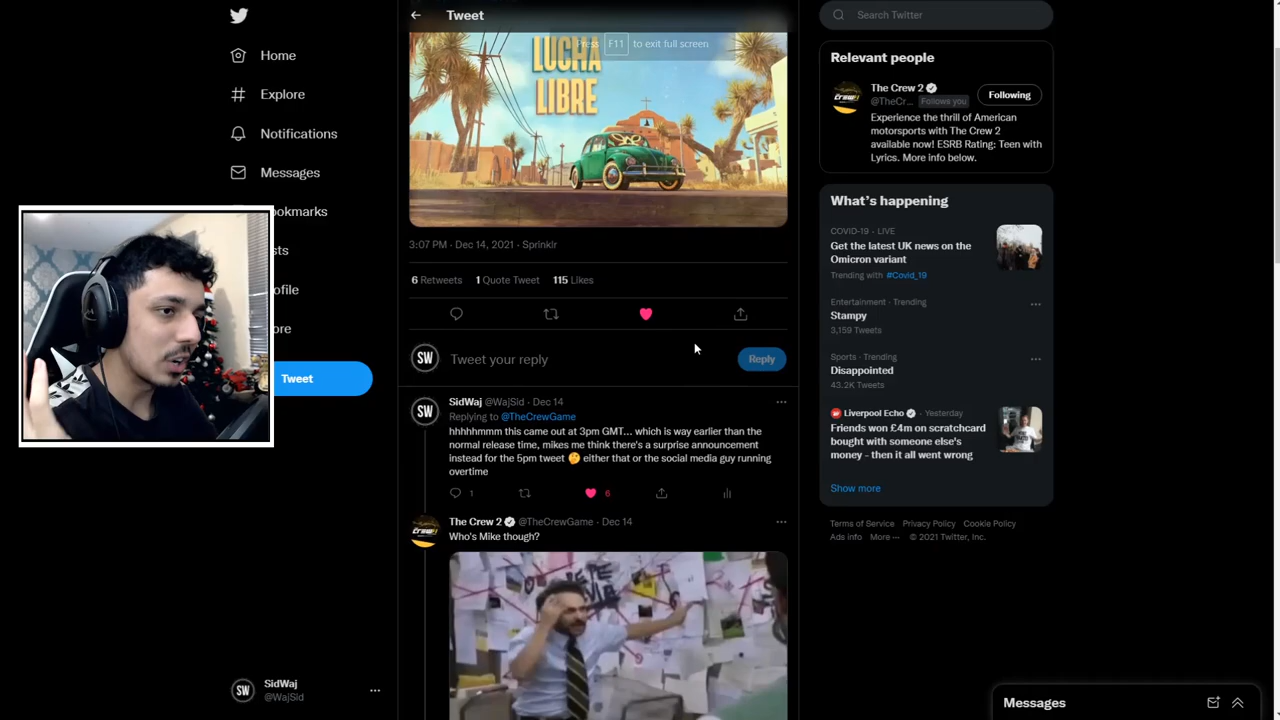 Tweet
Press F11 to exit full screen
Search Twitter
Home
Explore
Notifications
Messages
ookmarks
sts
ofile
ore
Tweet
SW
SidWaj
@WajSid
LUCHA
LIBRE
3:07 PM · Dec 14, 2021 · Sprinklr
6 Retweets 1 Quote Tweet 115 Likes
SW
Tweet your reply
Reply
SW
SidWaj @WajSid · Dec 14
Replying to @TheCrewGame
hhhhhmmm this came out at 3pm GMT... which is way earlier than the
normal release time, mikes me think there's a surprise announcement
instead for the 5pm tweet 🤔 either that or the social media guy running
overtime
1 6
The Crew 2 @TheCrewGame · Dec 14
Who's Mike though?
Relevant people
The Crew 2
@TheCr... Follows you
Following
Experience the thrill of American
motorsports with The Crew 2
available now! ESRB Rating: Teen with
Lyrics. More info below.
What's happening
COVID-19 · LIVE
Get the latest UK news on the
Omicron variant
Trending with #Covid_19
Entertainment · Trending
Stampy
3,159 Tweets
Sports · Trending
Disappointed
43.2K Tweets
Liverpool Echo · Yesterday
Friends won £4m on scratchcard
bought with someone else's
money - then it all went wrong
Show more
Terms of Service Privacy Policy Cookie Policy
Ads info More ··· © 2021 Twitter, Inc.
Messages